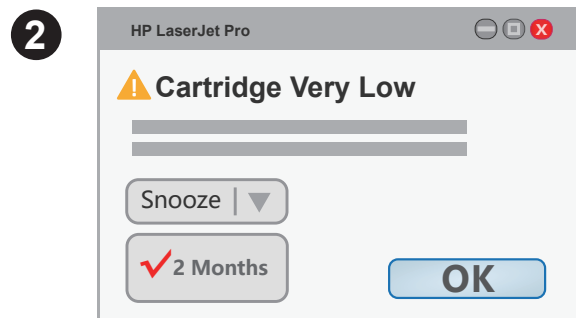 2
HP LaserJet Pro
X
Cartridge Very Low
Snooze
2 Months
OK